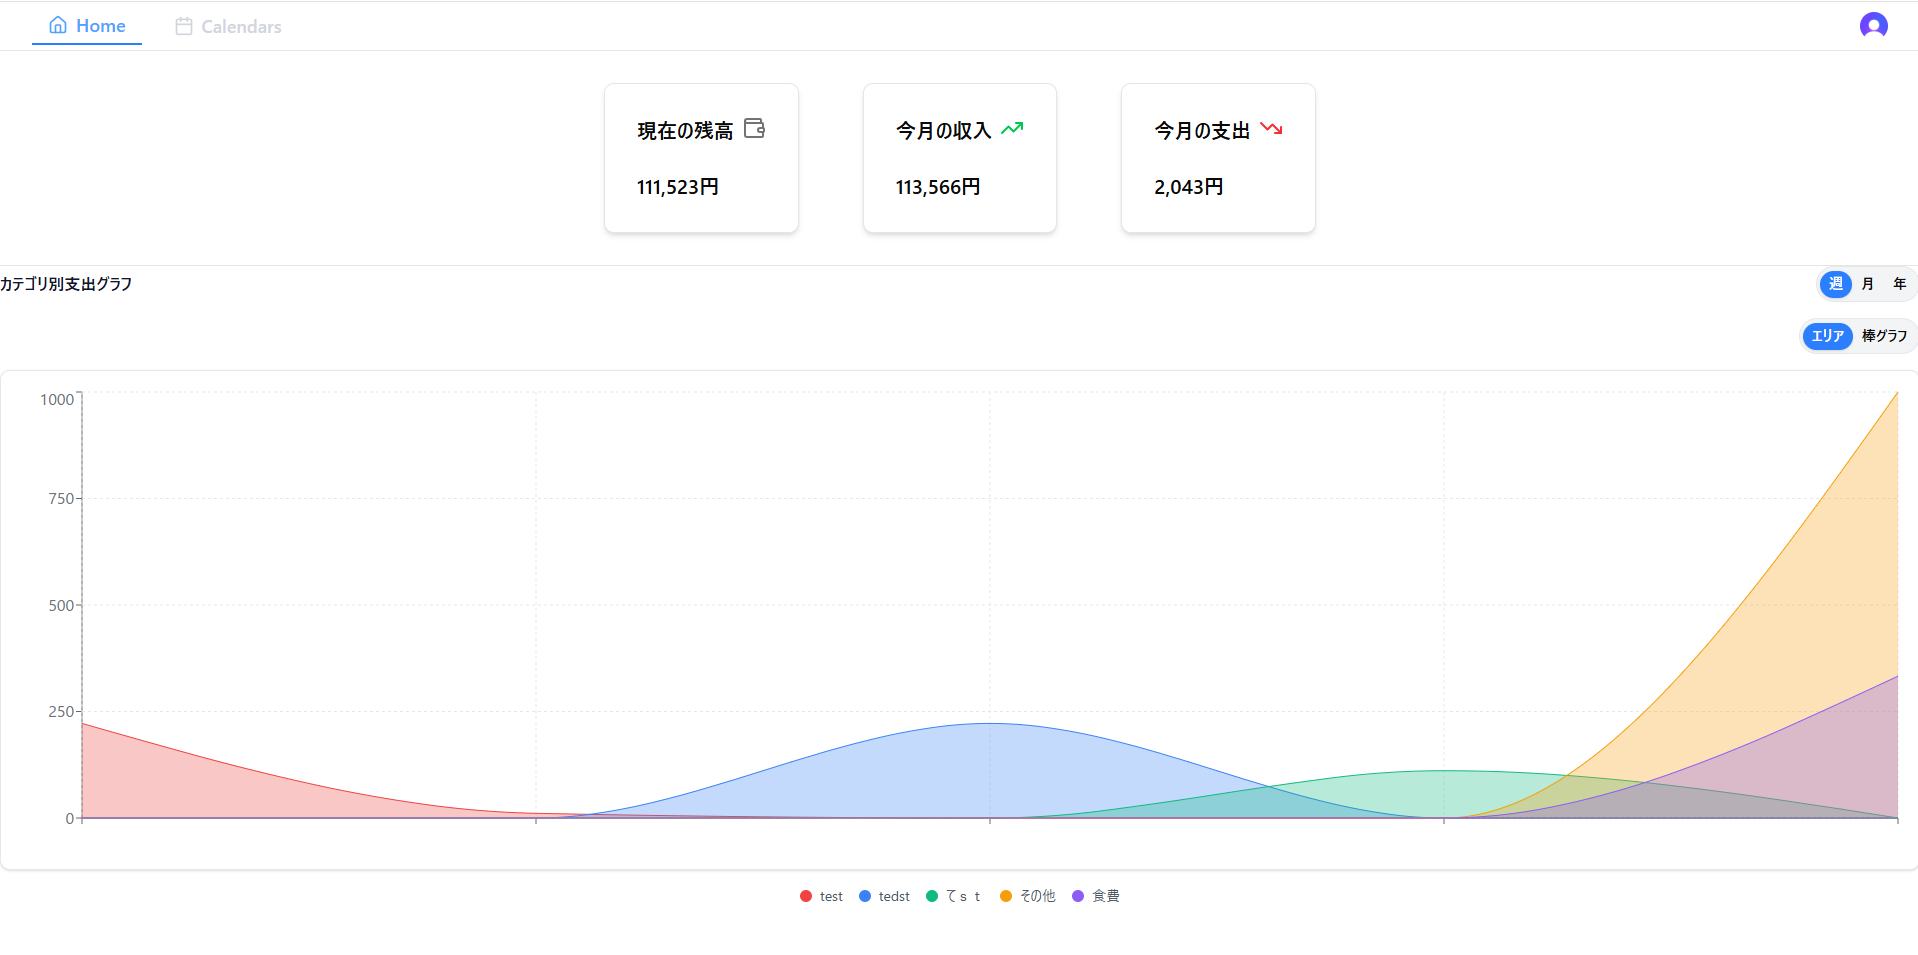 Home Calendars
現在の残高 今月の収入 今月の支出
111,523円 113,566円 2,043円
カテゴリ別支出グラフ 週 月 年
エリア 棒グラフ
1000
750
500
250
0
test tedst てｓｔ その他 食費